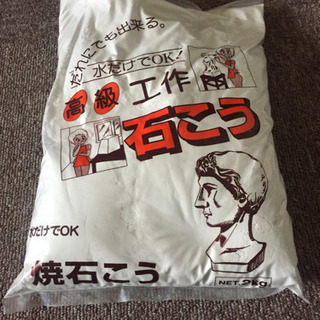 だれにでも出来る。
水だけでOK!
高級 工作
石こう
水だけでOK
焼石こう
NET.2kg